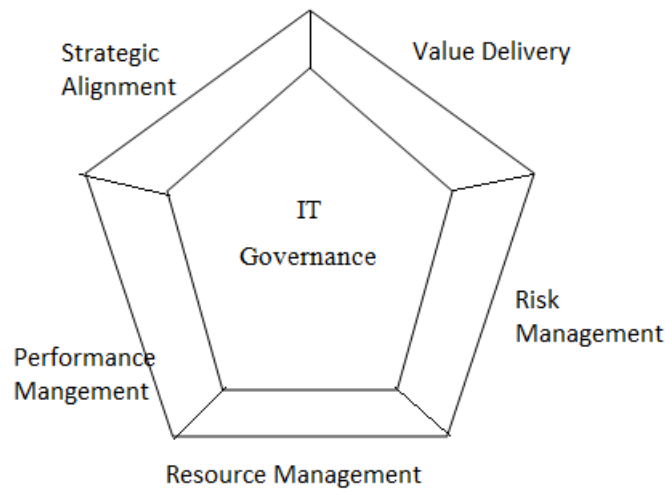 Strategic
Alignment
Value Delivery
IT
Governance
Risk
Management
Performance
Mangement
Resource Management